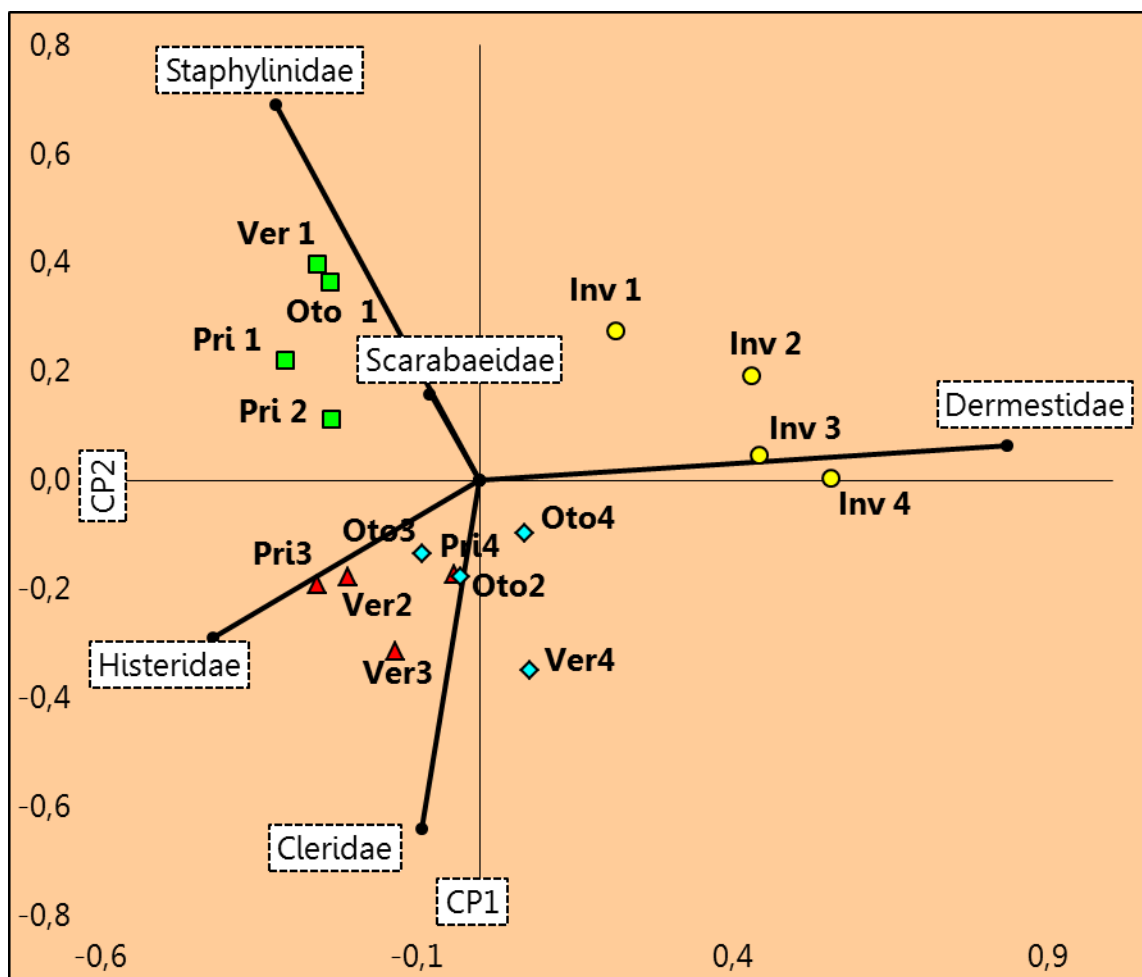 0,8
Staphylinidae
0,6
Ver 1
0,4
Oto 1
Inv 1
Pri 1
Scarabaeidae
Inv 2
0,2
Pri 2
Dermestidae
Inv 3
0,0
CP2
Inv 4
Oto3
Pri4
Oto4
Pri3
-0,2
Ver2
Oto2
Histeridae
Ver3
Ver4
-0,4
-0,6
Cleridae
CP1
-0,8
-0,6 -0,1 0,4 0,9